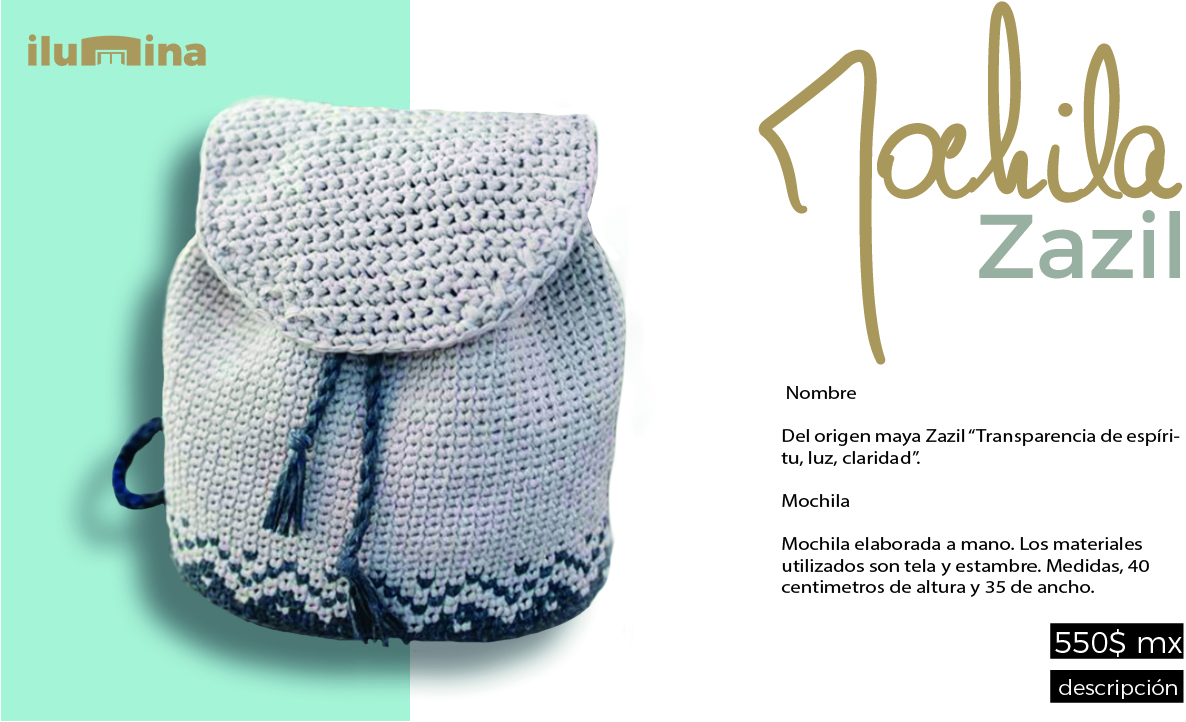 ilumina
Mochila
Zazil
Nombre
Del origen maya Zazil “Transparencia de espíri-
tu, luz, claridad”.
Mochila
Mochila elaborada a mano. Los materiales
utilizados son tela y estambre. Medidas, 40
centimetros de altura y 35 de ancho.
550$ mx
descripción